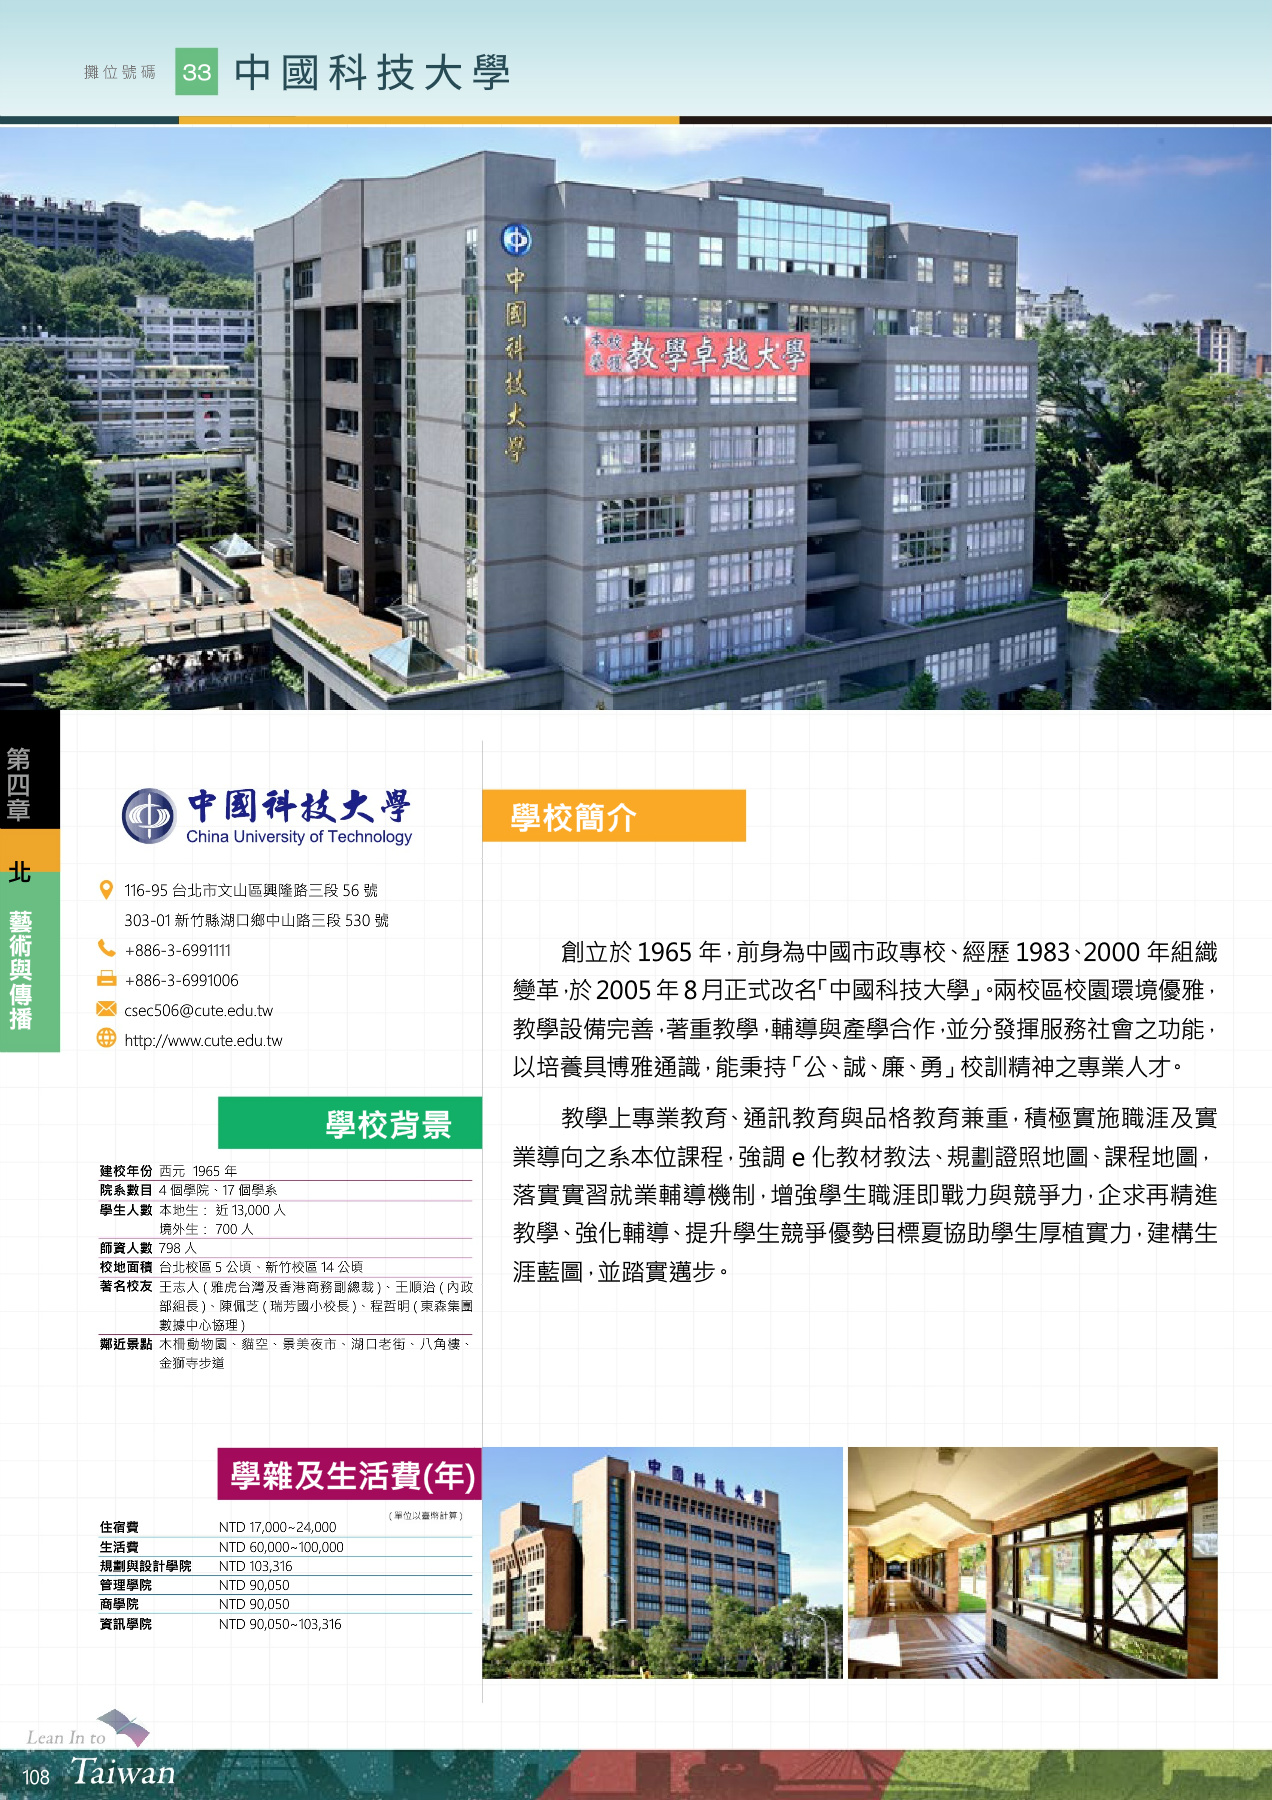 攤位號碼 33 中國科技大學
中國科技大學
本校榮獲 教學卓越大學
第四章
北
藝術與傳播
中國科技大學
China University of Technology
116-95 台北市文山區興隆路三段 56 號
303-01 新竹縣湖口鄉中山路三段 530 號
+886-3-6991111
+886-3-6991006
csec506@cute.edu.tw
http://www.cute.edu.tw
學校背景
建校年份 西元 1965 年
院系數目 4 個學院、17 個學系
學生人數 本地生： 近 13,000 人
境外生： 700 人
師資人數 798 人
校地面積 台北校區 5 公頃、新竹校區 14 公頃
著名校友 王志人 ( 雅虎台灣及香港商務副總裁 )、王順治 ( 內政
部組長 )、陳佩芝 ( 瑞芳國小校長 )、程哲明 ( 東森集團
數據中心協理 )
鄰近景點 木柵動物園、貓空、景美夜市、湖口老街、八角樓、
金獅寺步道
學雜及生活費(年)
( 單位以臺幣計算 )
住宿費 NTD 17,000~24,000
生活費 NTD 60,000~100,000
規劃與設計學院 NTD 103,316
管理學院 NTD 90,050
商學院 NTD 90,050
資訊學院 NTD 90,050~103,316
學校簡介
創立於 1965 年，前身為中國市政專校、經歷 1983、2000 年組織
變革，於 2005 年 8 月正式改名「中國科技大學」。兩校區校園環境優雅，
教學設備完善，著重教學，輔導與產學合作，並分發揮服務社會之功能，
以培養具博雅通識，能秉持「公、誠、廉、勇」校訓精神之專業人才。
教學上專業教育、通訊教育與品格教育兼重，積極實施職涯及實
業導向之系本位課程，強調 e 化教材教法、規劃證照地圖、課程地圖，
落實實習就業輔導機制，增強學生職涯即戰力與競爭力，企求再精進
教學、強化輔導、提升學生競爭優勢目標夏協助學生厚植實力，建構生
涯藍圖，並踏實邁步。
中國科技大學
Lean In to
Taiwan
108